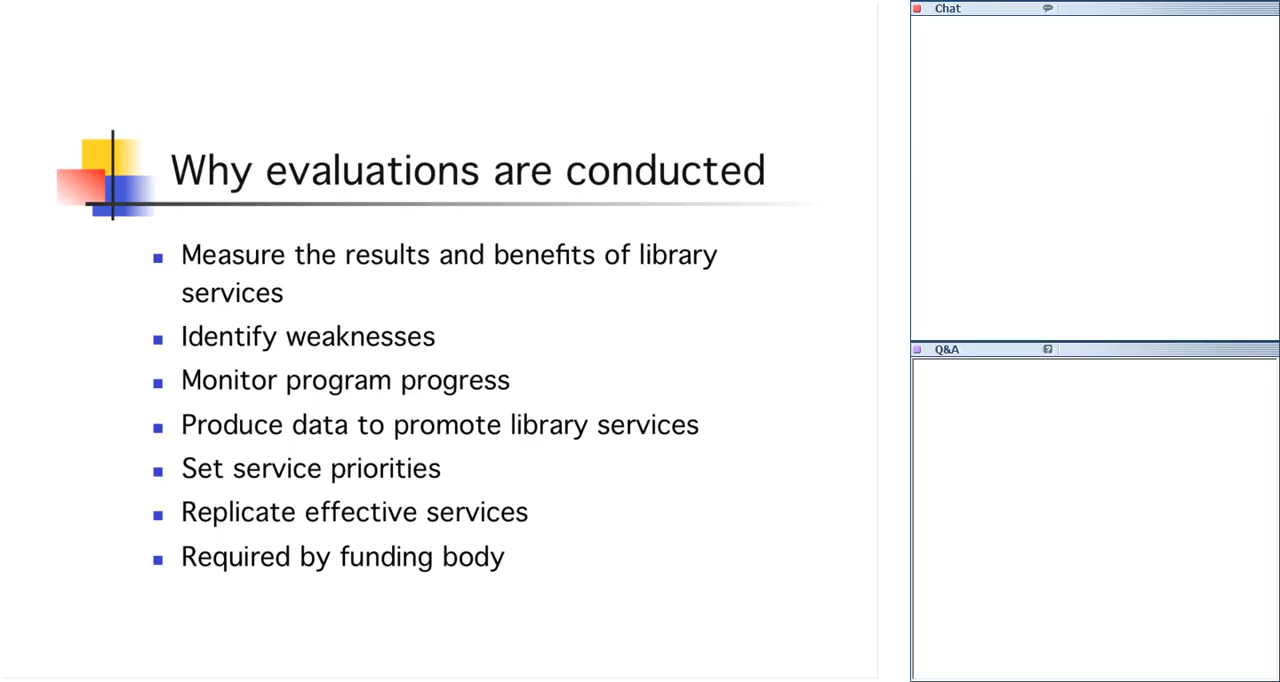 Why evaluations are conducted
Measure the results and benefits of library
services
Identify weaknesses
Monitor program progress
Produce data to promote library services
Set service priorities
Replicate effective services
Required by funding body
Chat
Q&A
?